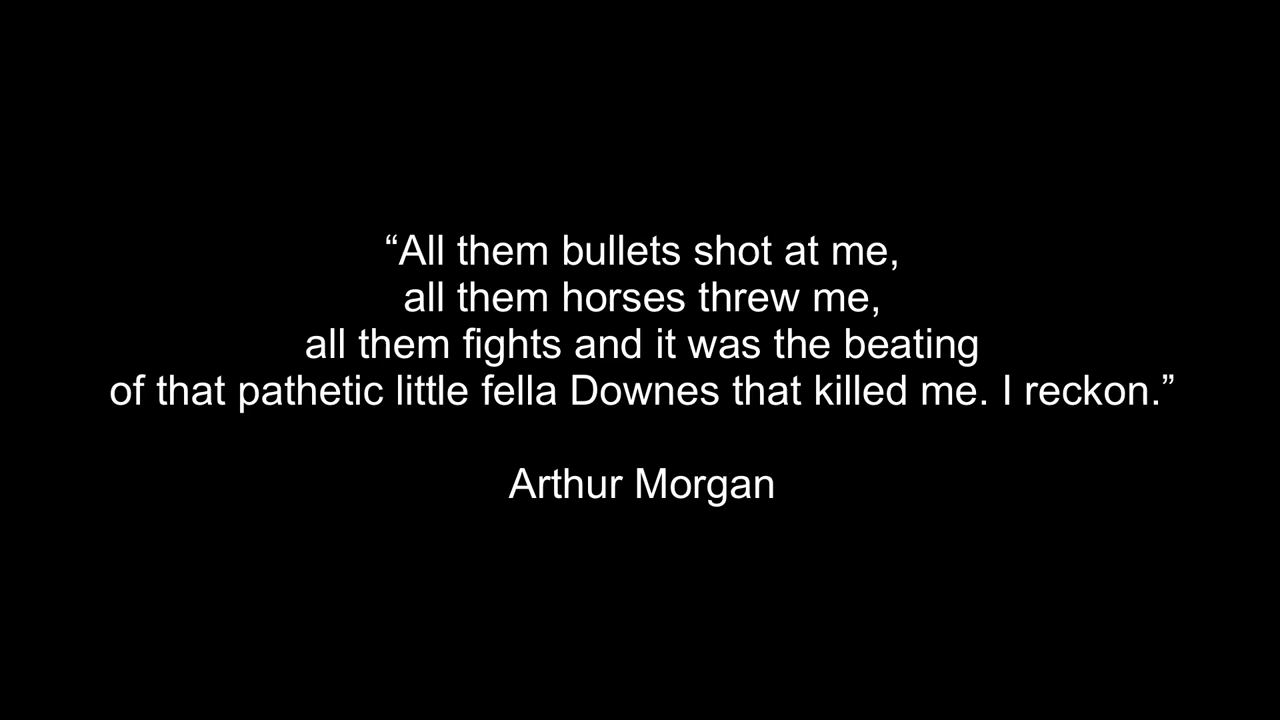 “All them bullets shot at me,
all them horses threw me,
all them fights and it was the beating
of that pathetic little fella Downes that killed me. I reckon.”
Arthur Morgan